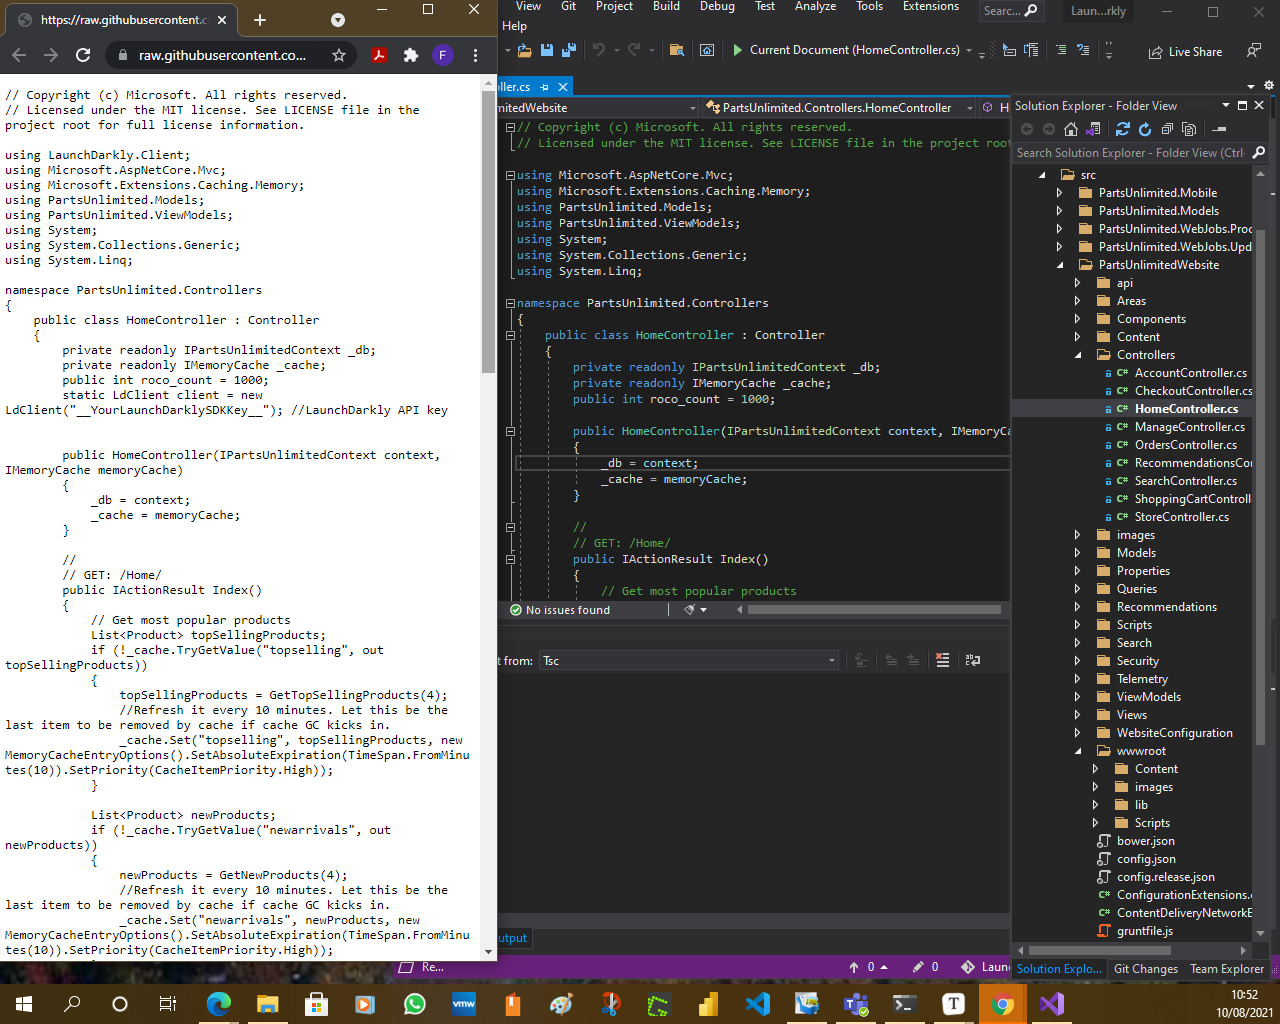 https://raw.githubusercontent.c
raw.githubusercontent.co...
F
// Copyright (c) Microsoft. All rights reserved.
// Licensed under the MIT license. See LICENSE file in the
project root for full license information.
using LaunchDarkly.Client;
using Microsoft.AspNetCore.Mvc;
using Microsoft.Extensions.Caching.Memory;
using PartsUnlimited.Models;
using PartsUnlimited.ViewModels;
using System;
using System.Collections.Generic;
using System.Linq;
namespace PartsUnlimited.Controllers
{
public class HomeController : Controller
{
private readonly IPartsUnlimitedContext _db;
private readonly IMemoryCache _cache;
public int roco_count = 1000;
static LdClient client = new
LdClient("__YourLaunchDarklySDKKey__"); //LaunchDarkly API key
public HomeController(IPartsUnlimitedContext context,
IMemoryCache memoryCache)
{
_db = context;
_cache = memoryCache;
}
//
// GET: /Home/
public IActionResult Index()
{
// Get most popular products
List<Product> topSellingProducts;
if (!_cache.TryGetValue("topselling", out
topSellingProducts))
{
topSellingProducts = GetTopSellingProducts(4);
//Refresh it every 10 minutes. Let this be the
last item to be removed by cache if cache GC kicks in.
_cache.Set("topselling", topSellingProducts, new
MemoryCacheEntryOptions().SetAbsoluteExpiration(TimeSpan.FromMinu
tes(10)).SetPriority(CacheItemPriority.High));
}
List<Product> newProducts;
if (!_cache.TryGetValue("newarrivals", out
newProducts))
{
newProducts = GetNewProducts(4);
//Refresh it every 10 minutes. Let this be the
last item to be removed by cache if cache GC kicks in.
_cache.Set("newarrivals", newProducts, new
MemoryCacheEntryOptions().SetAbsoluteExpiration(TimeSpan.FromMinu
tes(10)).SetPriority(CacheItemPriority.High));
View Git Project Build Debug Test Analyze Tools Extensions
Help
Searc...
Laun...rkly
Current Document (HomeController.cs)
Live Share
ller.cs
mitedWebsite
PartsUnlimited.Controllers.HomeController
H
// Copyright (c) Microsoft. All rights reserved.
// Licensed under the MIT license. See LICENSE file in the project root
using Microsoft.AspNetCore.Mvc;
using Microsoft.Extensions.Caching.Memory;
using PartsUnlimited.Models;
using PartsUnlimited.ViewModels;
using System;
using System.Collections.Generic;
using System.Linq;
namespace PartsUnlimited.Controllers
{
public class HomeController : Controller
{
private readonly IPartsUnlimitedContext _db;
private readonly IMemoryCache _cache;
public int roco_count = 1000;
public HomeController(IPartsUnlimitedContext context, IMemoryCa
{
_db = context;
_cache = memoryCache;
}
//
// GET: /Home/
public IActionResult Index()
{
// Get most popular products
No issues found
t from: Tsc
utput
Solution Explorer - Folder View
Search Solution Explorer - Folder View (Ctrl-
src
PartsUnlimited.Mobile
PartsUnlimited.Models
PartsUnlimited.WebJobs.Proc
PartsUnlimited.WebJobs.Upd
PartsUnlimitedWebsite
api
Areas
Components
Content
Controllers
C# AccountController.cs
C# CheckoutController.cs
C# HomeController.cs
C# ManageController.cs
C# OrdersController.cs
C# RecommendationsCo
C# SearchController.cs
C# ShoppingCartControll
C# StoreController.cs
images
Models
Properties
Queries
Recommendations
Scripts
Search
Security
Telemetry
ViewModels
Views
WebsiteConfiguration
wwwroot
Content
images
lib
Scripts
bower.json
config.json
config.release.json
C# ConfigurationExtensions.
C# ContentDeliveryNetworkE
gruntfile.js
Solution Explo... Git Changes Team Explorer
Re...
0
0
Laun
vmw
T
10:52
10/08/2021